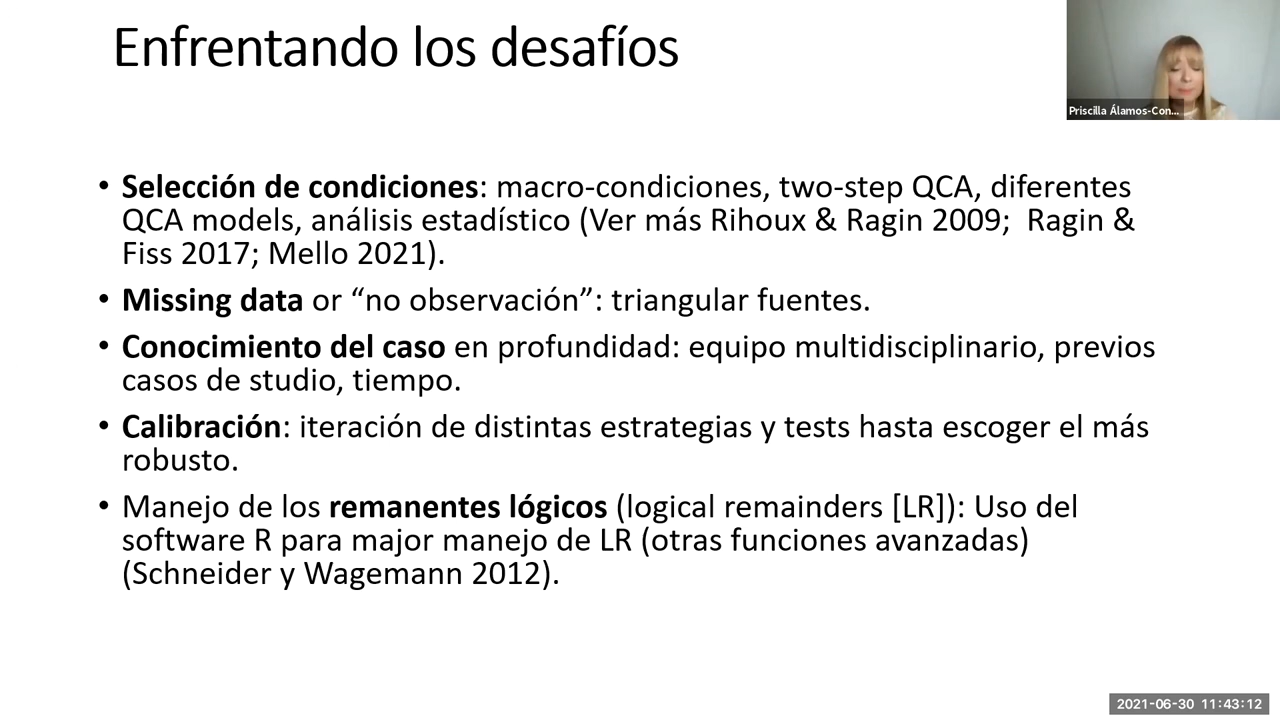 Enfrentando los desafíos
Priscilla Álamos-Con...
• Selección de condiciones: macro-condiciones, two-step QCA, diferentes
QCA models, análisis estadístico (Ver más Rihoux & Ragin 2009;  Ragin &
Fiss 2017; Mello 2021).
• Missing data or “no observación”: triangular fuentes.
• Conocimiento del caso en profundidad: equipo multidisciplinario, previos
casos de studio, tiempo.
• Calibración: iteración de distintas estrategias y tests hasta escoger el más
robusto.
• Manejo de los remanentes lógicos (logical remainders [LR]): Uso del
software R para major manejo de LR (otras funciones avanzadas)
(Schneider y Wagemann 2012).
2021-06-30 11:43:12